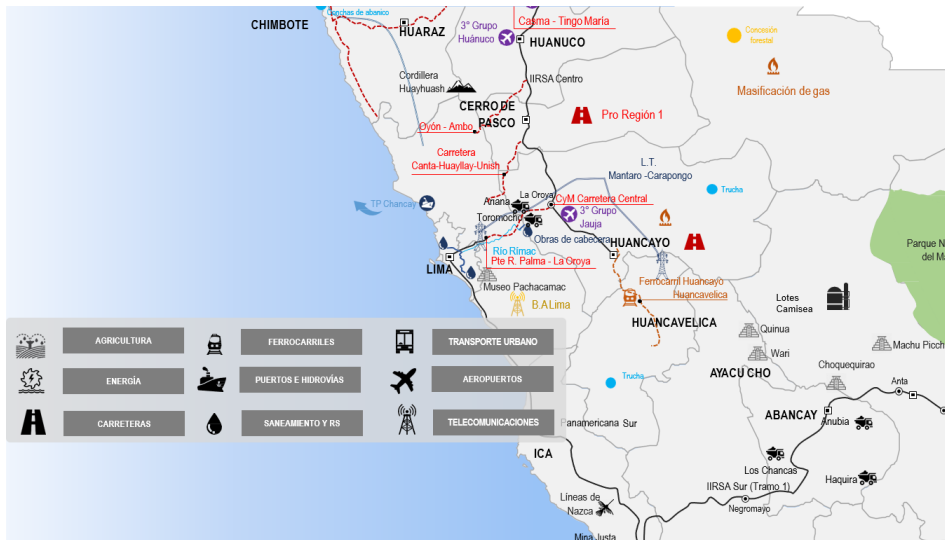 Conchas de abanico
CHIMBOTE
HUARAZ
3° Grupo
Huánuco
Casma - Tingo María
HUANUCO
Concesión
forestal
Masificación de gas
Cordillera
Huayhuash
IIRSA Centro
CERRO DE
PASCO
Oyón - Ambo
Pro Región 1
Carretera
Canta-Huayllay-Unish
L.T.
Mantaro -Carapongo
Trucha
TP Chancay
Ariana
La Oroya
CyM Carretera Central
Toromocho
3° Grupo
Jauja
Obras de cabecera
HUANCAYO
Río Rímac
Pte R. Palma - La Oroya
LIMA
Museo Pachacamac
B.A Lima
Ferrocarril Huancayo
Huancavelica
HUANCAVELICA
Parque N
del Ma
Lotes
Camisea
Quinua
Wari
Machu Picch
Choquequirao
AYACUCHO
Trucha
Anta
ABANCAY
Anubia
AGRICULTURA
FERROCARRILES
TRANSPORTE URBANO
ENERGÍA
PUERTOS E HIDROVÍAS
AEROPUERTOS
CARRETERAS
SANEAMIENTO Y RS
TELECOMUNICACIONES
Panamericana Sur
ICA
Los Chancas
Haquira
IIRSA Sur (Tramo 1)
Negromayo
Líneas de
Nazca
Mina Justa